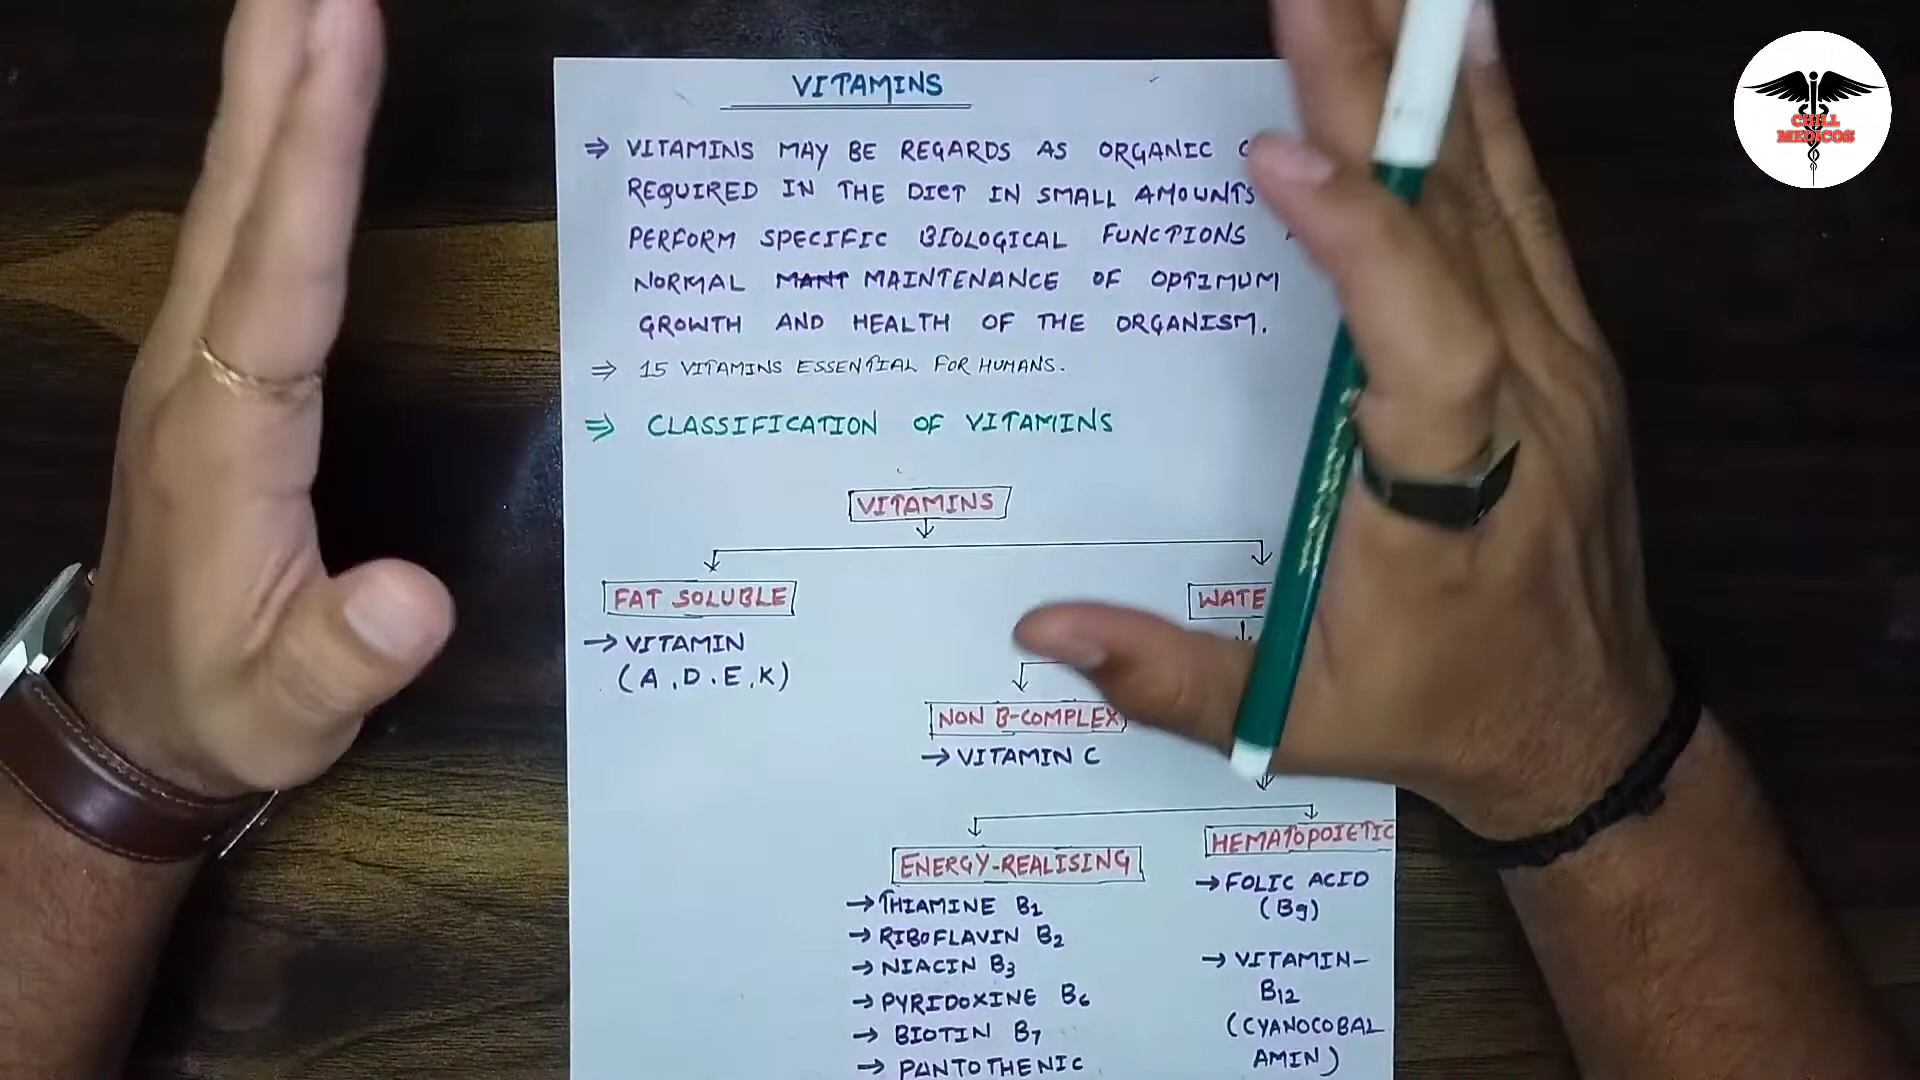 VITAMINS
⇒ VITAMINS MAY BE REGARDS AS ORGANIC
REQUIRED IN THE DIET IN SMALL AMOUNTS
PERFORM SPECIFIC BIOLOGICAL FUNCTIONS
NORMAL MANT MAINTENANCE OF OPTIMUM
GROWTH AND HEALTH OF THE ORGANISM.
⇒ 15 VITAMINS ESSENTIAL FOR HUMANS.
⇒ CLASSIFICATION OF VITAMINS
VITAMINS
FAT SOLUBLE
→ VITAMIN
(A, D, E, K)
WATE
NON B-COMPLEX
→ VITAMIN C
ENERGY-REALISING
→ THIAMINE B1
→ RIBOFLAVIN B2
→ NIACIN B3
→ PYRIDOXINE B6
→ BIOTIN B7
→ PANTOTHENIC
HEMATOPOIETIC
→ FOLIC ACID
(B9)
→ VITAMIN-
B12
(CYANOCOBAL
AMIN)
CHILL
MEDICOS